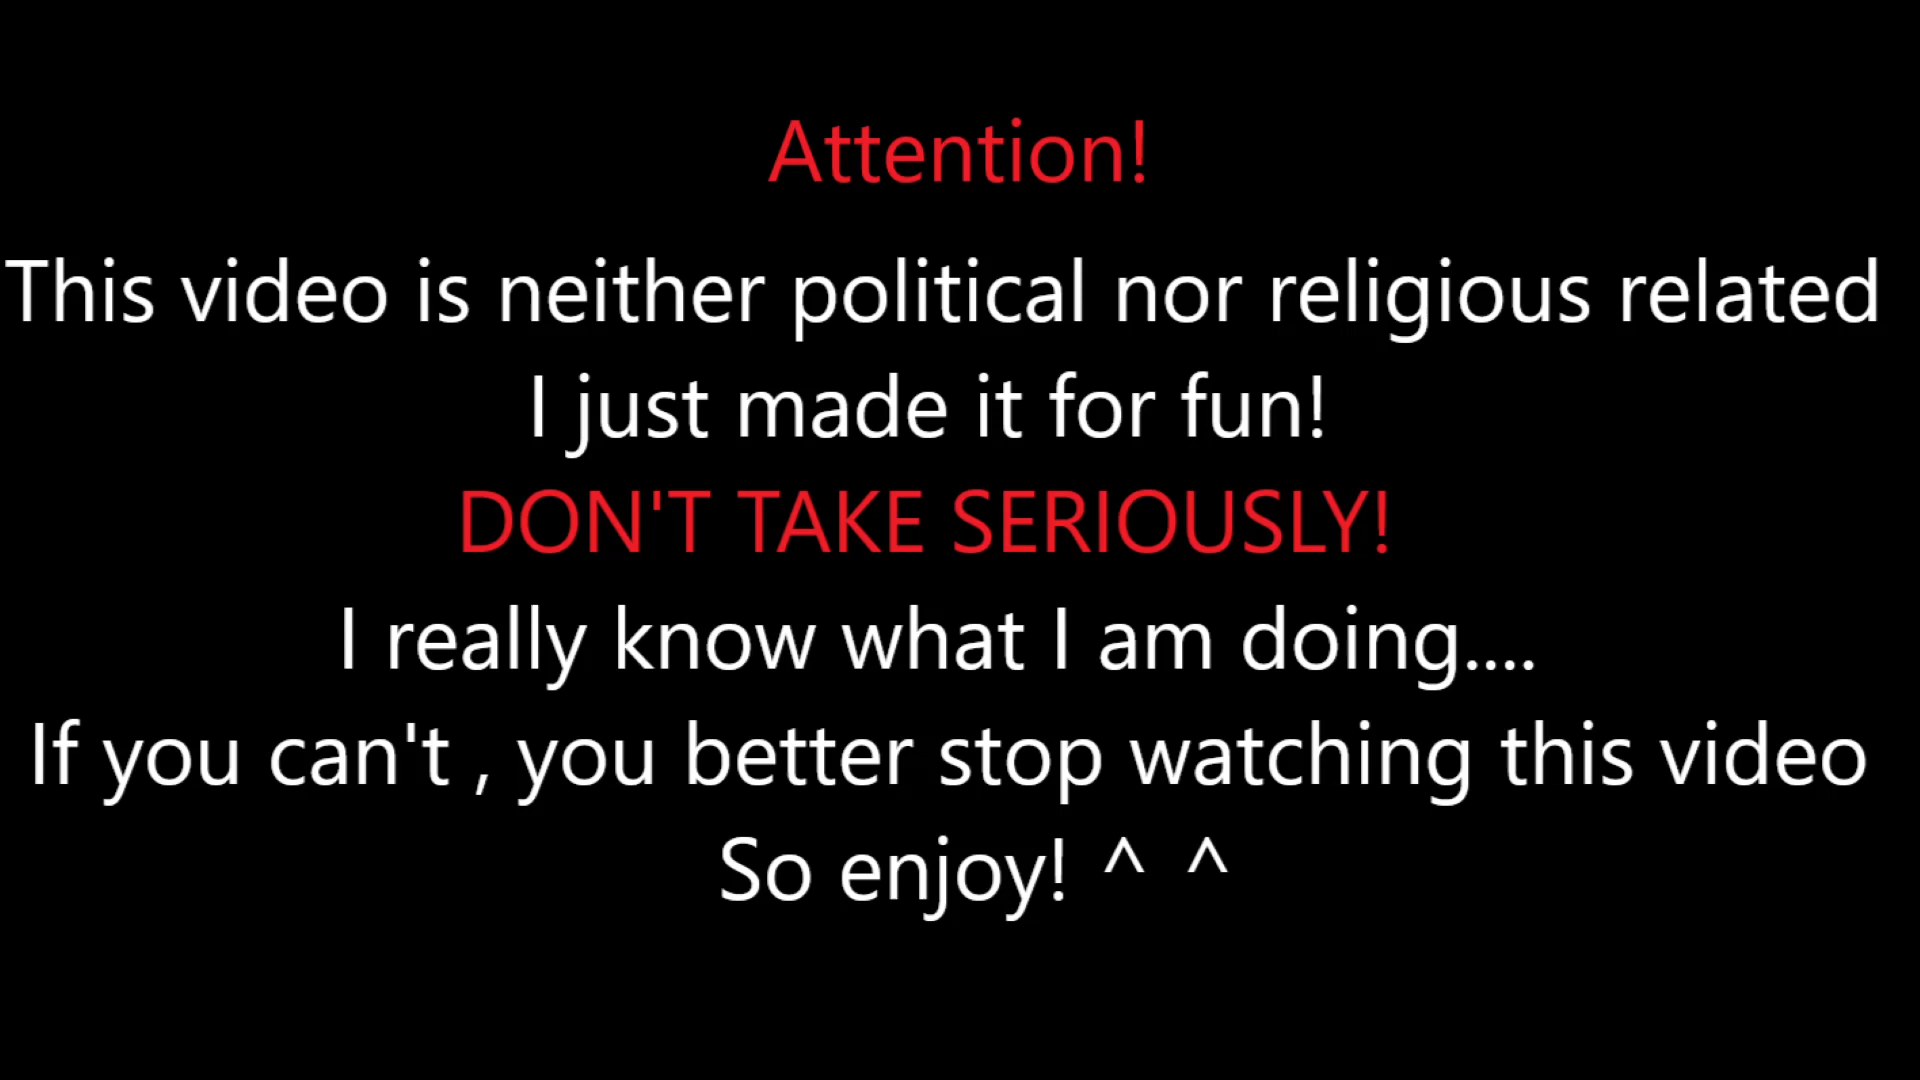 Attention!
This video is neither political nor religious related
I just made it for fun!
DON'T TAKE SERIOUSLY!
I really know what I am doing....
If you can't , you better stop watching this video
So enjoy! ^ ^